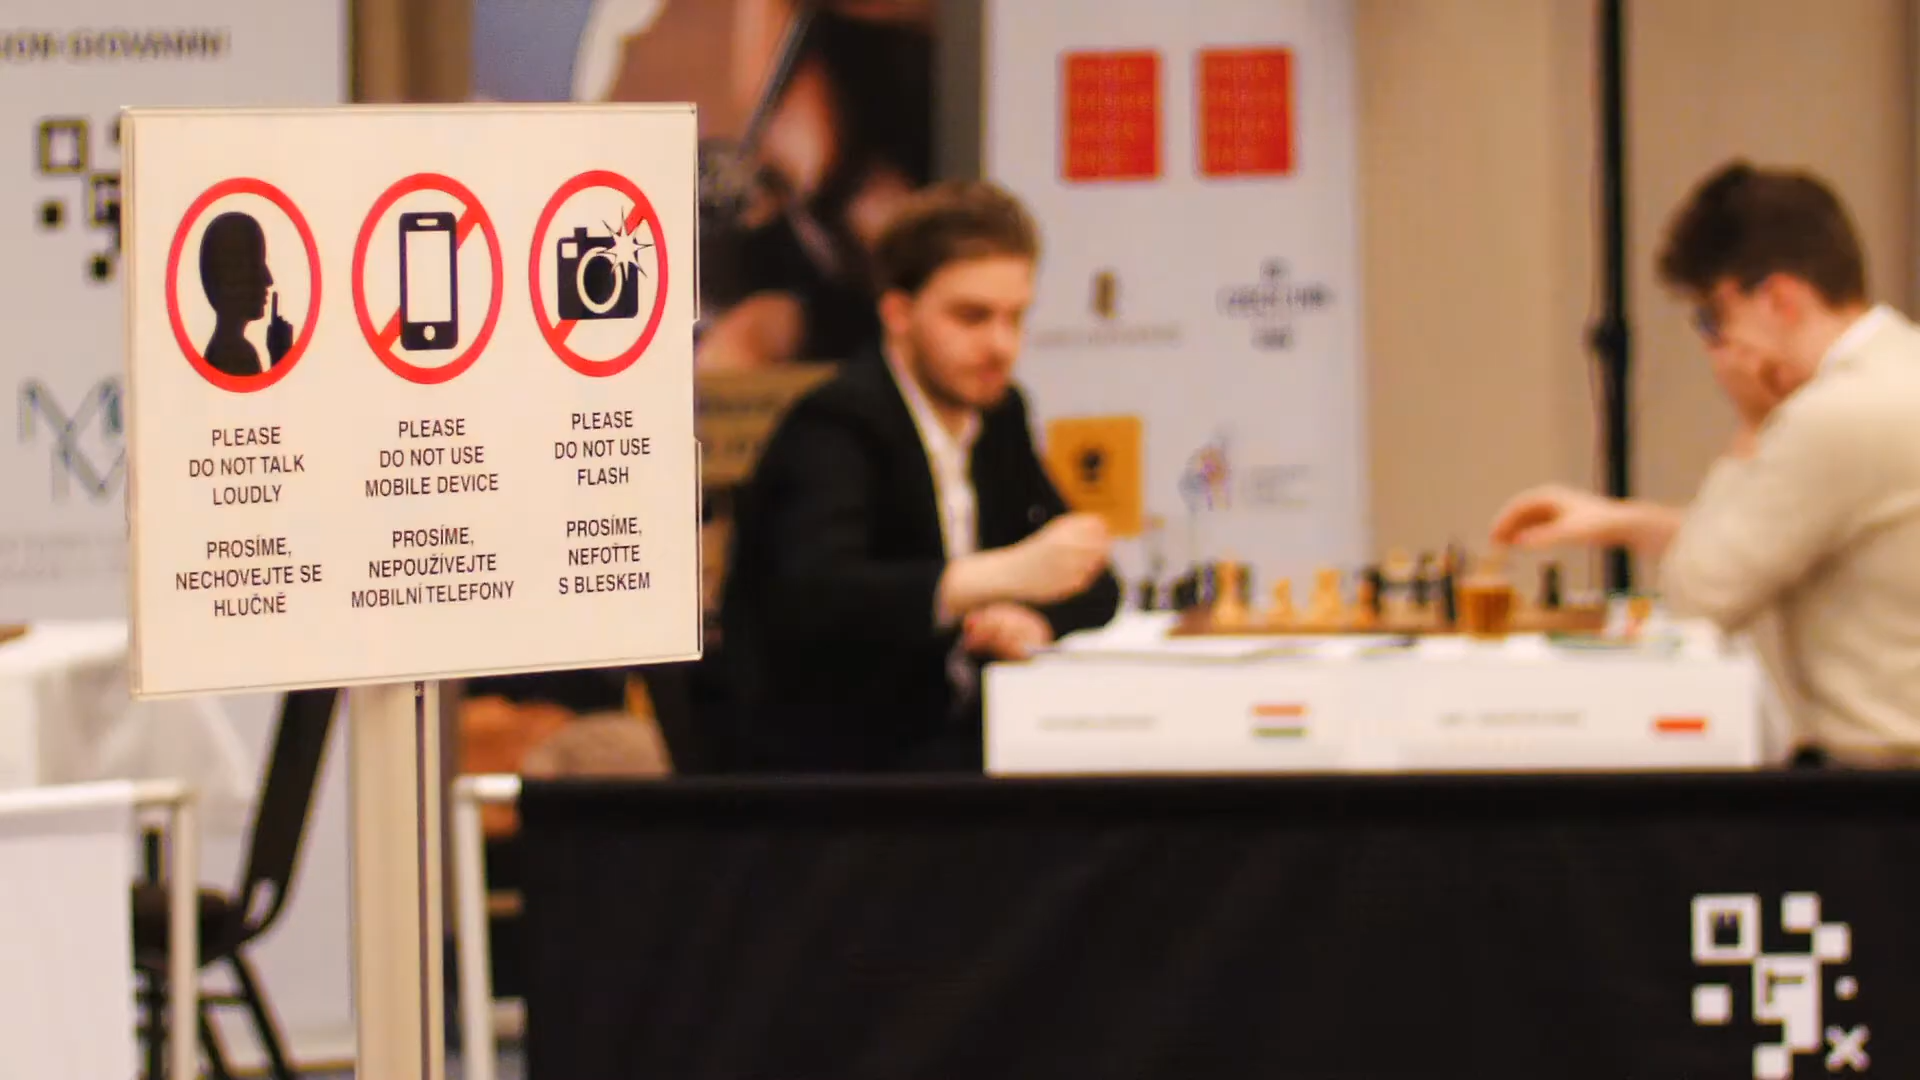 PLEASE
DO NOT TALK
LOUDLY
PROSÍME,
NECHOVEJTE SE
HLUČNĚ
PLEASE
DO NOT USE
MOBILE DEVICE
PROSÍME,
NEPOUŽÍVEJTE
MOBILNÍ TELEFONY
PLEASE
DO NOT USE
FLASH
PROSÍME,
NEFOŤTE
S BLESKEM